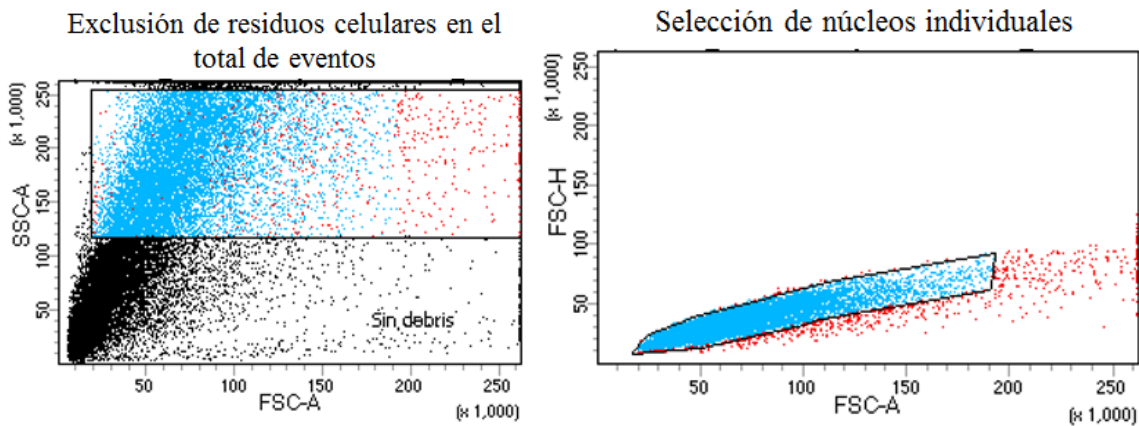 Exclusión de residuos celulares en el
total de eventos
(x 1,000)
250
200
150
100
50
SSC-A
Sin debris
50
100
150
200
250
FSC-A
(x 1,000)
Selección de núcleos individuales
(x 1,000)
250
200
150
100
50
FSC-H
50
100
150
200
250
FSC-A
(x 1,000)